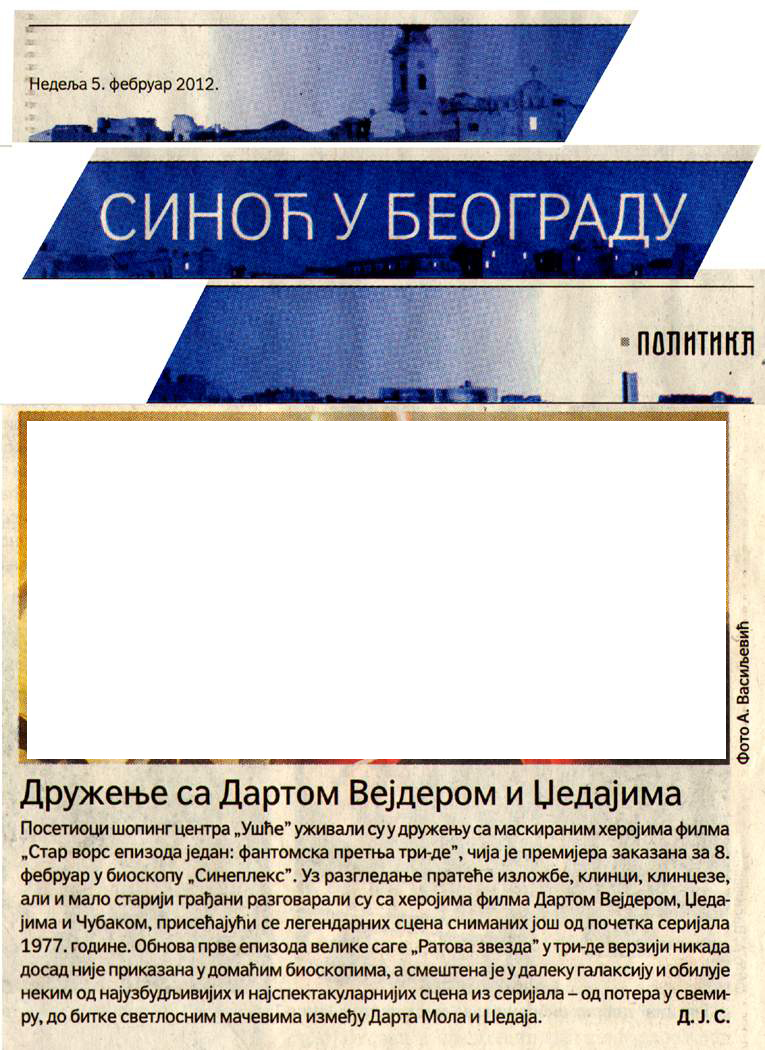 Недеља 5. фебруар 2012.
СИНОЋ У БЕОГРАДУ
ПОЛИТИКА
Фото А. Васиљевић
Дружење са Дартом Вејдером и Џедајима
Посетиоци шопинг центра „Ушће” уживали су у дружењу са маскираним херојима филма
„Стар ворс епизода један: фантомска претња три-де”, чија је премијера заказана за 8.
фебруар у биоскопу „Синеплекс”. Уз разгледање пратеће изложбе, клинци, клинцезе,
али и мало старији грађани разговарали су са херојима филма Дартом Вејдером, Џеда-
јима и Чубаком, присећајући се легендарних сцена сниманих још од почетка серијала
1977. године. Обнова прве епизода велике саге „Ратова звезда” у три-де верзији никада
досад није приказана у домаћим биоскопима, а смештена је у далеку галаксију и обилује
неким од најузбудљивијих и најспектакуларнијих сцена из серијала – од потера у свеми-
ру, до битке светлосним мачевима између Дарта Мола и Џедаја. Д. Ј. С.